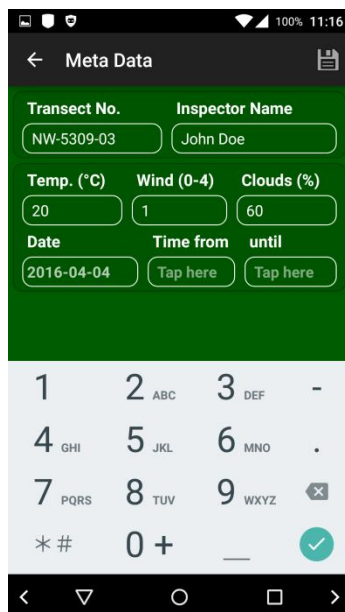 100% 11:16
Meta Data
Transect No. Inspector Name
NW-5309-03 John Doe
Temp. (°C) Wind (0-4) Clouds (%)
20 1 60
Date Time from until
2016-04-04 Tap here Tap here
1 2 ABC 3 DEF -
4 GHI 5 JKL 6 MNO .
7 PQRS 8 TUV 9 WXYZ
*# 0 + _